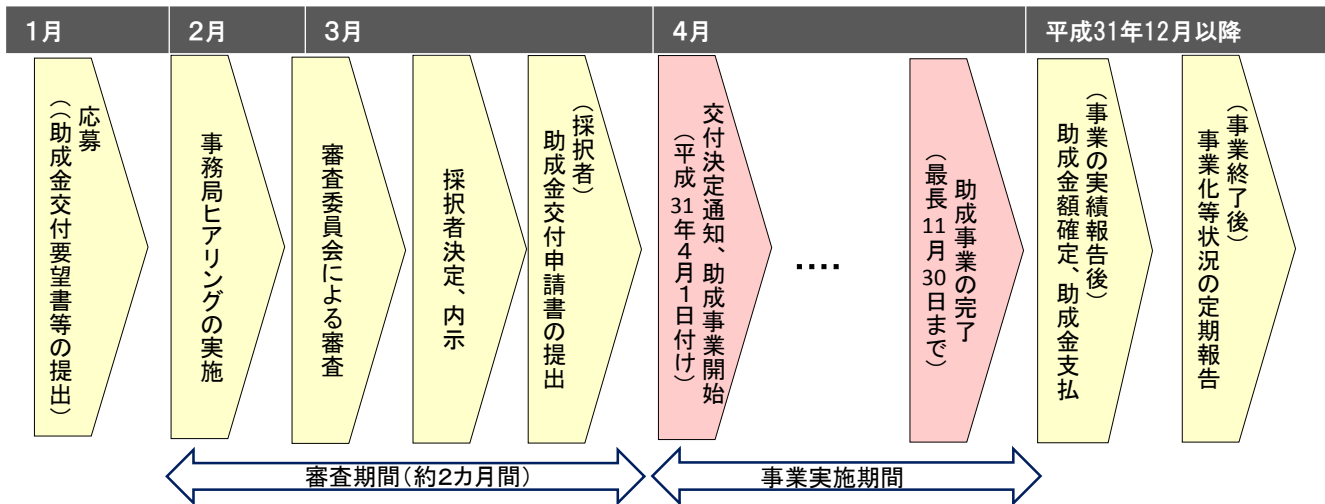 1月
2月
3月
4月
平成31年12月以降
応募
（（助成金交付要望書等の提出）
事務局ヒアリングの実施
審査委員会による審査
採択者決定、内示
（採択者）
助成金交付申請書の提出
交付決定通知、助成事業開始
（平成31年4月1日付け）
....
助成事業の完了
（最長11月30日まで）
（事業の実績報告後）
助成金額確定、助成金支払
（事業終了後）
事業化等状況の定期報告
審査期間（約2カ月間）
事業実施期間